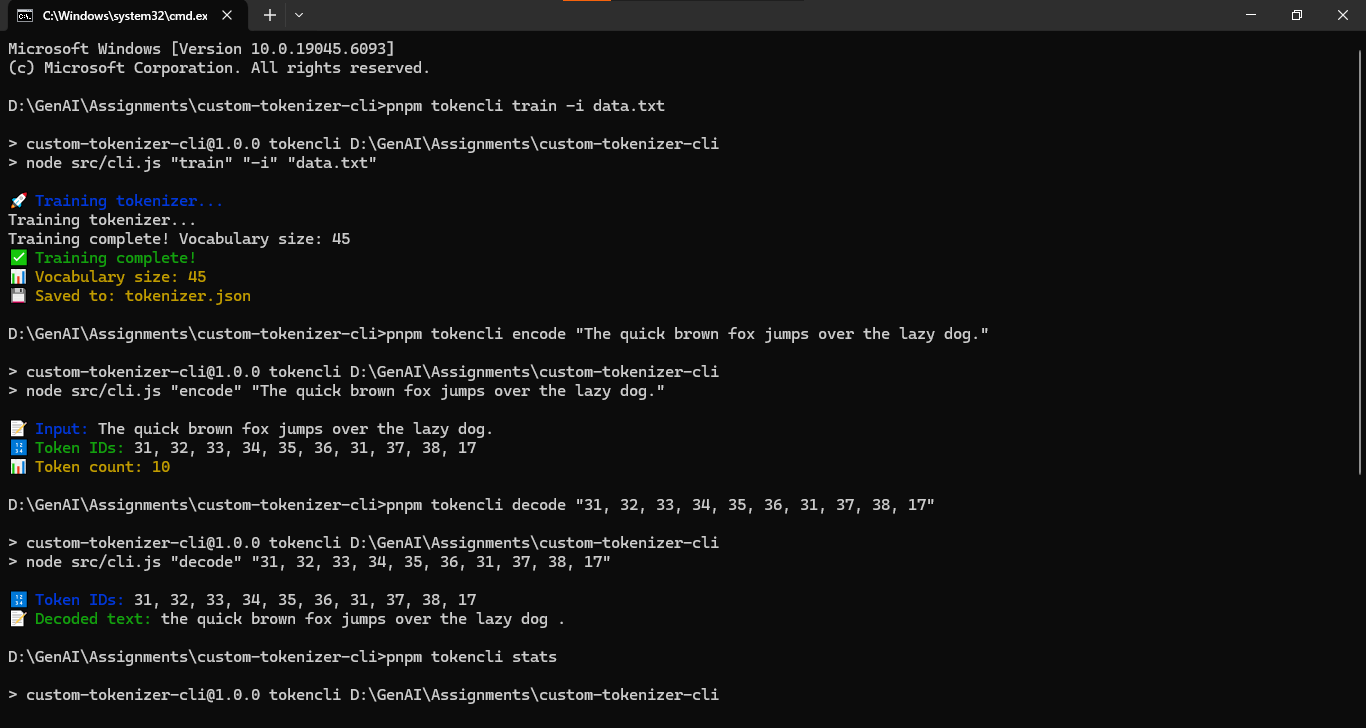 C:\Windows\system32\cmd.ex
Microsoft Windows [Version 10.0.19045.6093]
(c) Microsoft Corporation. All rights reserved.
D:\GenAI\Assignments\custom-tokenizer-cli>pnpm tokencli train -i data.txt
> custom-tokenizer-cli@1.0.0 tokencli D:\GenAI\Assignments\custom-tokenizer-cli
> node src/cli.js "train" "-i" "data.txt"
🚀 Training tokenizer...
Training tokenizer...
Training complete! Vocabulary size: 45
✅ Training complete!
📊 Vocabulary size: 45
💾 Saved to: tokenizer.json
D:\GenAI\Assignments\custom-tokenizer-cli>pnpm tokencli encode "The quick brown fox jumps over the lazy dog."
> custom-tokenizer-cli@1.0.0 tokencli D:\GenAI\Assignments\custom-tokenizer-cli
> node src/cli.js "encode" "The quick brown fox jumps over the lazy dog."
📝 Input: The quick brown fox jumps over the lazy dog.
🔢 Token IDs: 31, 32, 33, 34, 35, 36, 31, 37, 38, 17
📊 Token count: 10
D:\GenAI\Assignments\custom-tokenizer-cli>pnpm tokencli decode "31, 32, 33, 34, 35, 36, 31, 37, 38, 17"
> custom-tokenizer-cli@1.0.0 tokencli D:\GenAI\Assignments\custom-tokenizer-cli
> node src/cli.js "decode" "31, 32, 33, 34, 35, 36, 31, 37, 38, 17"
🔢 Token IDs: 31, 32, 33, 34, 35, 36, 31, 37, 38, 17
📝 Decoded text: the quick brown fox jumps over the lazy dog .
D:\GenAI\Assignments\custom-tokenizer-cli>pnpm tokencli stats
> custom-tokenizer-cli@1.0.0 tokencli D:\GenAI\Assignments\custom-tokenizer-cli